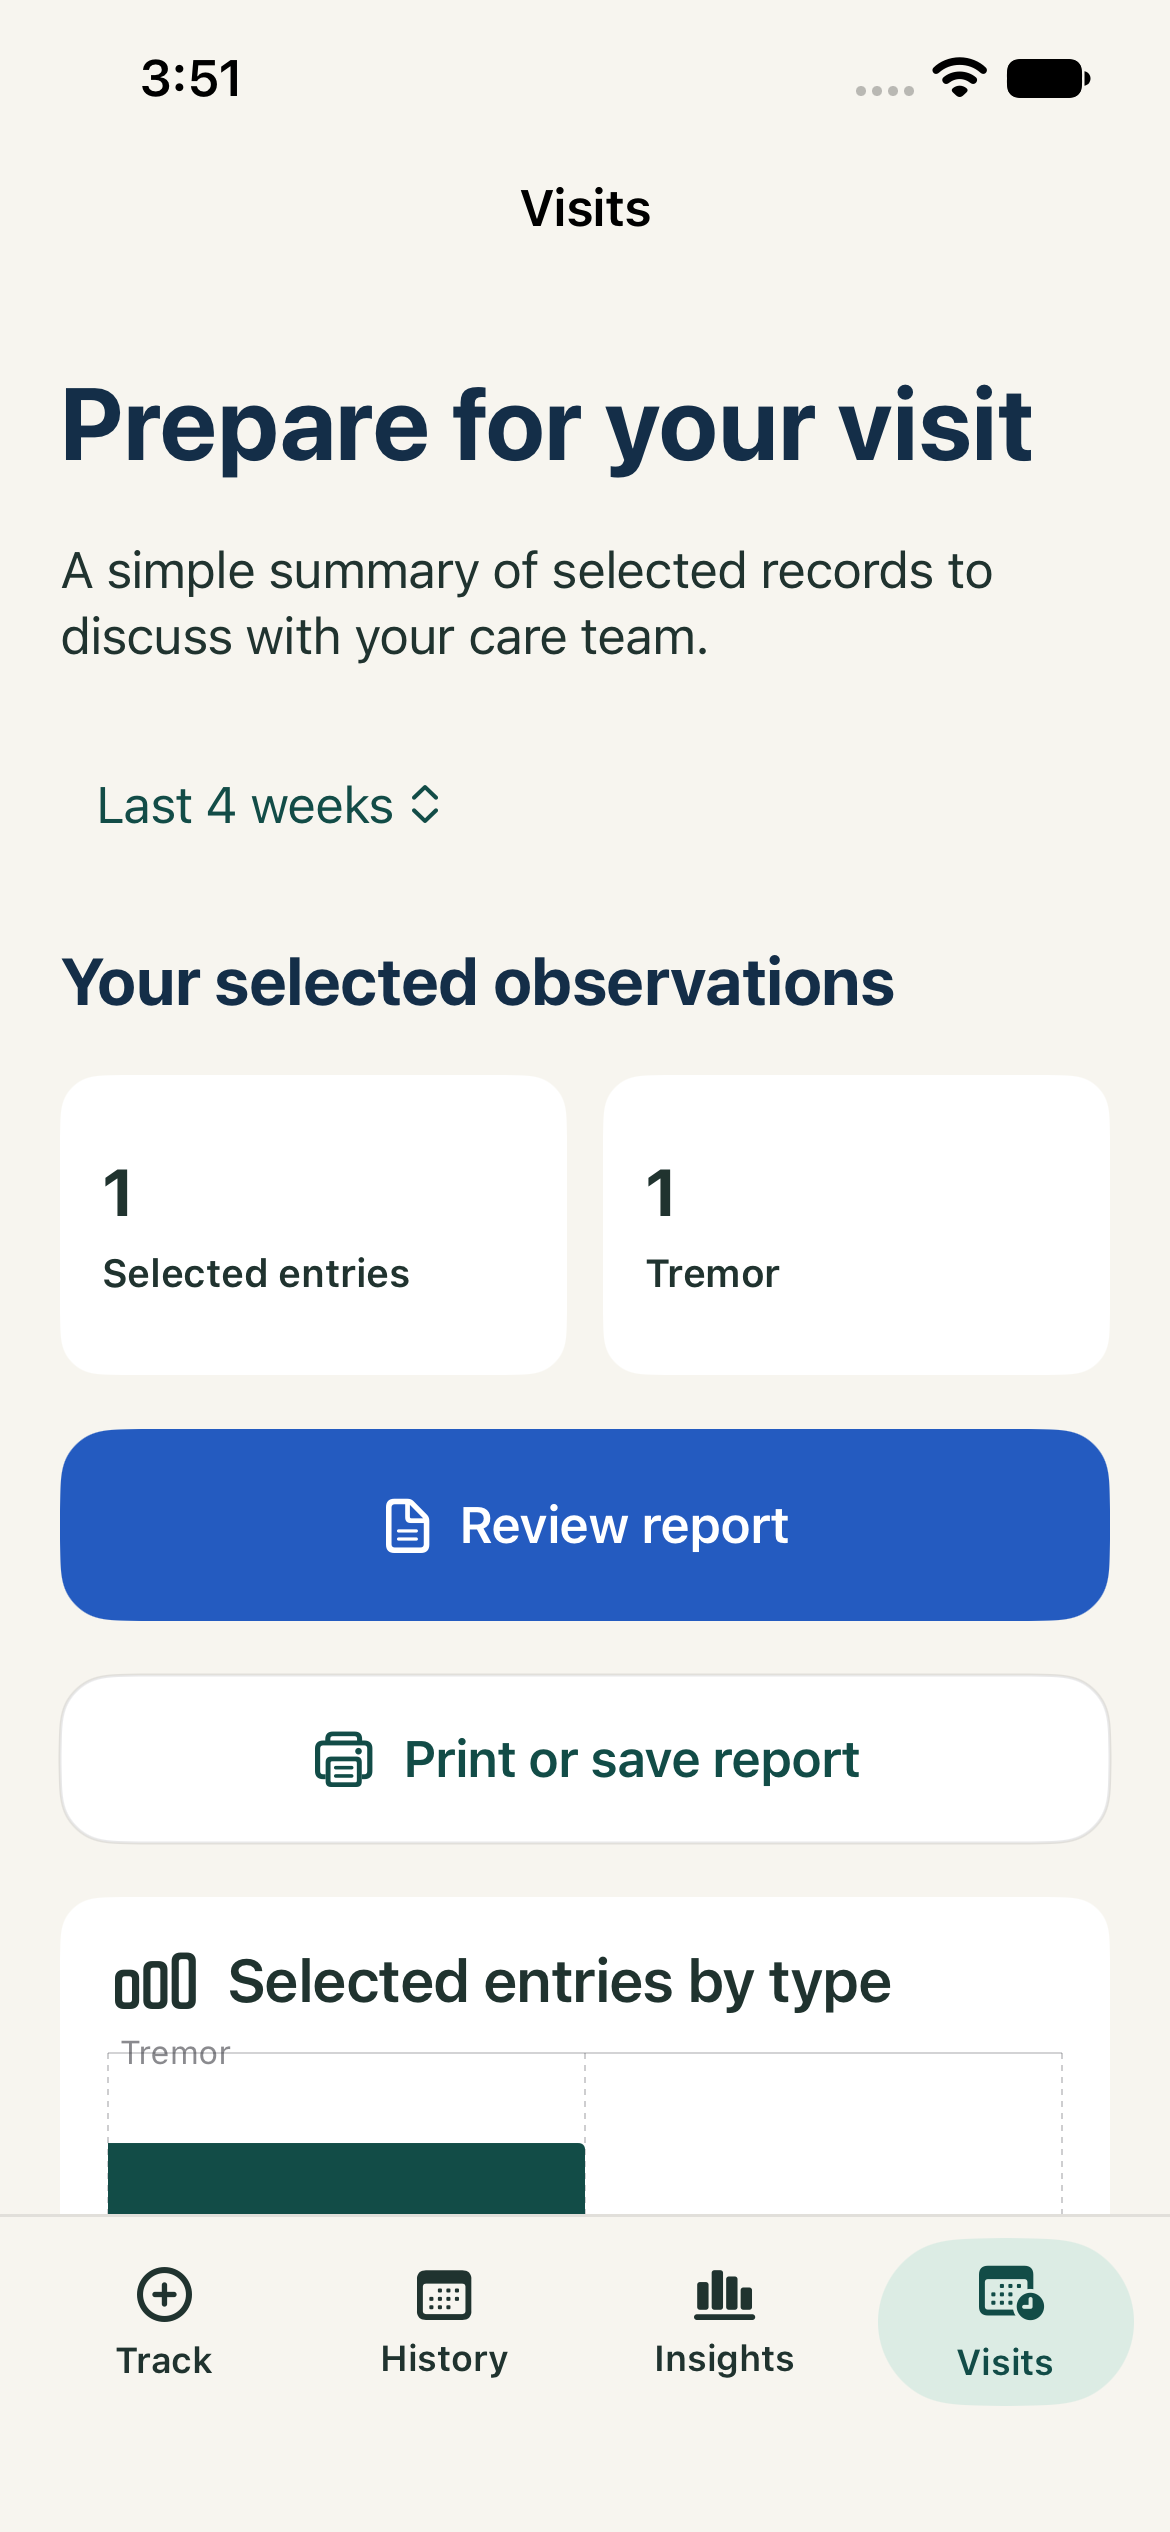 3:51
Visits
Prepare for your visit
A simple summary of selected records to
discuss with your care team.
Last 4 weeks
Your selected observations
1
Selected entries
1
Tremor
Review report
Print or save report
Selected entries by type
Tremor
Track
History
Insights
Visits